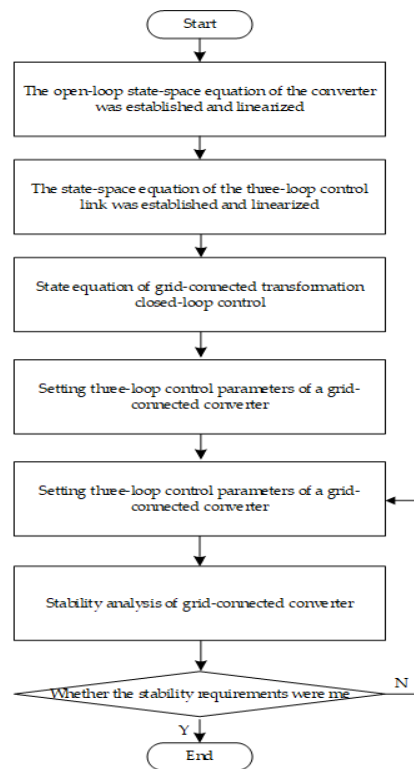 Start
The open-loop state-space equation of the converter
was established and linearized
The state-space equation of the three-loop control
link was established and linearized
State equation of grid-connected transformation
closed-loop control
Setting three-loop control parameters of a grid-
connected converter
Setting three-loop control parameters of a grid-
connected converter
Stability analysis of grid-connected converter
Whether the stability requirements were me
N
Y
End